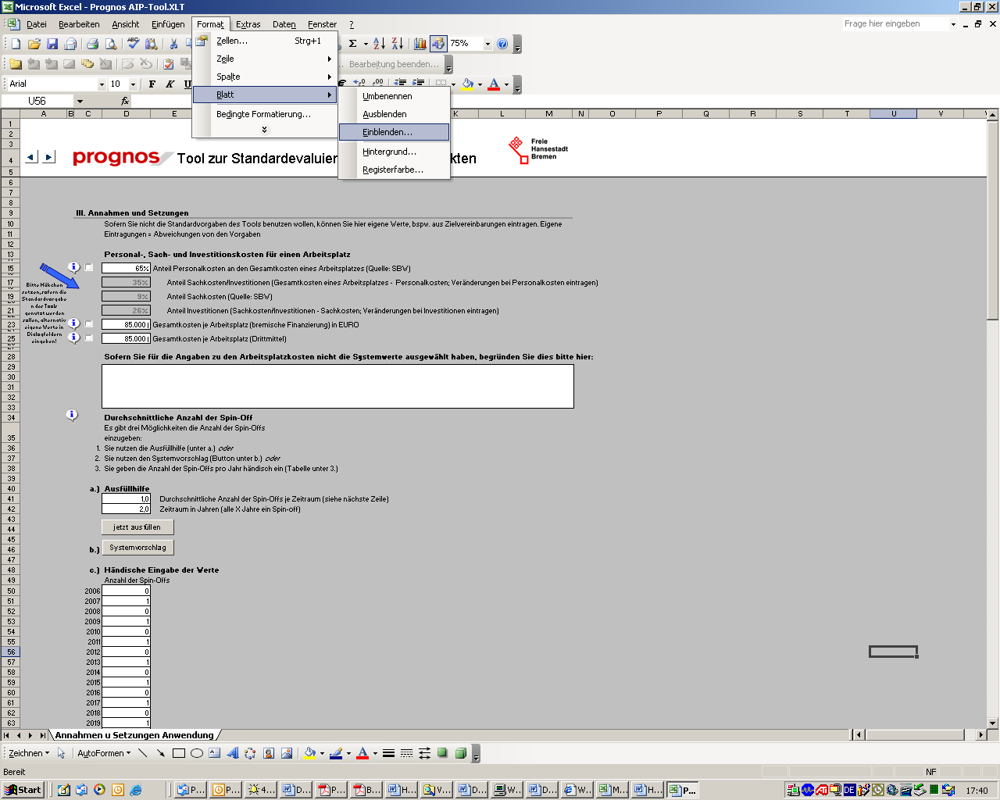 Microsoft Excel - Prognos AIP-Tool.XLT
Datei Bearbeiten Ansicht Einfügen Format Extras Daten Fenster ?
Frage hier eingeben
75%
Bearbeitung beenden...
Arial 10 F K U
U56 fx
Zellen... Strg+1
Zeile
Spalte
Blatt
Bedingte Formatierung...
Umbenennen
Ausblenden
Einblenden...
Hintergrund...
Registerfarbe...
A B C D E K L M N O P Q R S T U V
prognos Tool zur Standardevaluier kten
Freie
Hansestadt
Bremen
III. Annahmen und Setzungen
Sofern Sie nicht die Standardvorgaben des Tools benutzen wollen, können Sie hier eigene Werte, bspw. aus Zielvereinbarungen eintragen. Eigene
Eintragungen = Abweichungen von den Vorgaben
Personal-, Sach- und Investitionskosten für einen Arbeitsplatz
65% Anteil Personalkosten an den Gesamtkosten eines Arbeitsplatzes (Quelle: SBW)
35% Anteil Sachkosten/Investitionen (Gesamtkosten eines Arbeitsplatzes - Personalkosten; Veränderungen bei Personalkosten eintragen)
9% Anteil Sachkosten (Quelle: SBW)
26% Anteil Investitionen (Sachkosten/Investitionen - Sachkosten; Veränderungen bei Investitionen eintragen)
85.000 Gesamtkosten je Arbeitsplatz (bremische Finanzierung) in EURO
85.000 Gesamtkosten je Arbeitsplatz (Drittmittel)
Bitte Häkchen
setzen, sofern die
Standardvorgabe
n des Tools
genutzt werden
sollen, alternativ
eigene Werte in
Dialogfeldern
eingeben!
Sofern Sie für die Angaben zu den Arbeitsplatzkosten nicht die Systemwerte ausgewählt haben, begründen Sie dies bitte hier:
Durchschnittliche Anzahl der Spin-Off
Es gibt drei Möglichkeiten die Anzahl der Spin-Offs
einzugeben:
1. Sie nutzen die Ausfüllhilfe (unter a.) oder
2. Sie nutzen den Systemvorschlag (Button unter b.) oder
3. Sie geben die Anzahl der Spin-Offs pro Jahr händisch ein (Tabelle unter 3.)
a.) Ausfüllhilfe
1,0 Durchschnittliche Anzahl der Spin-Offs je Zeitraum (siehe nächste Zeile)
2,0 Zeitraum in Jahren (alle X Jahre ein Spin-off)
jetzt ausfüllen
b.) Systemvorschlag
c.) Händische Eingabe der Werte
Anzahl der Spin-Offs
2006 0
2007 1
2008 0
2009 1
2010 0
2011 1
2012 0
2013 1
2014 0
2015 1
2016 0
2017 1
2018 0
2019 1
Annahmen u Setzungen Anwendung
Zeichnen AutoFormen
Bereit
NF
Start P... P... 4... D... P... B... H... V... D... W... D... W... M... H... P... DE 17:40